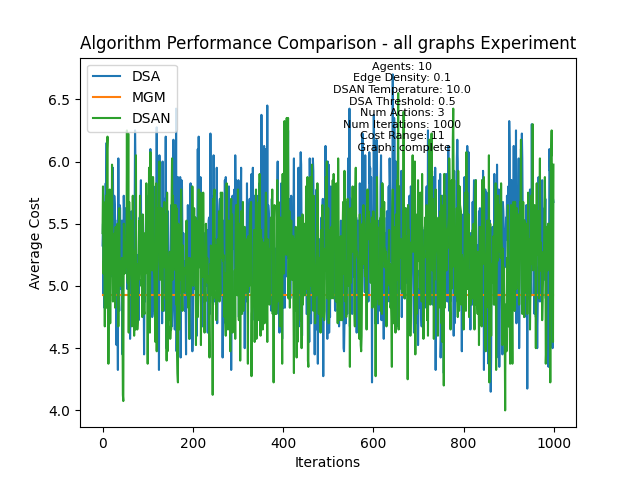 Algorithm Performance Comparison - all graphs Experiment
DSA
MGM
DSAN
Agents: 10
Edge Density: 0.1
DSAN Temperature: 10.0
DSA Threshold: 0.5
Num Actions: 3
Num Iterations: 1000
Cost Range: 11
Graph: complete
Average Cost
6.5
6.0
5.5
5.0
4.5
4.0
0 200 400 600 800 1000
Iterations